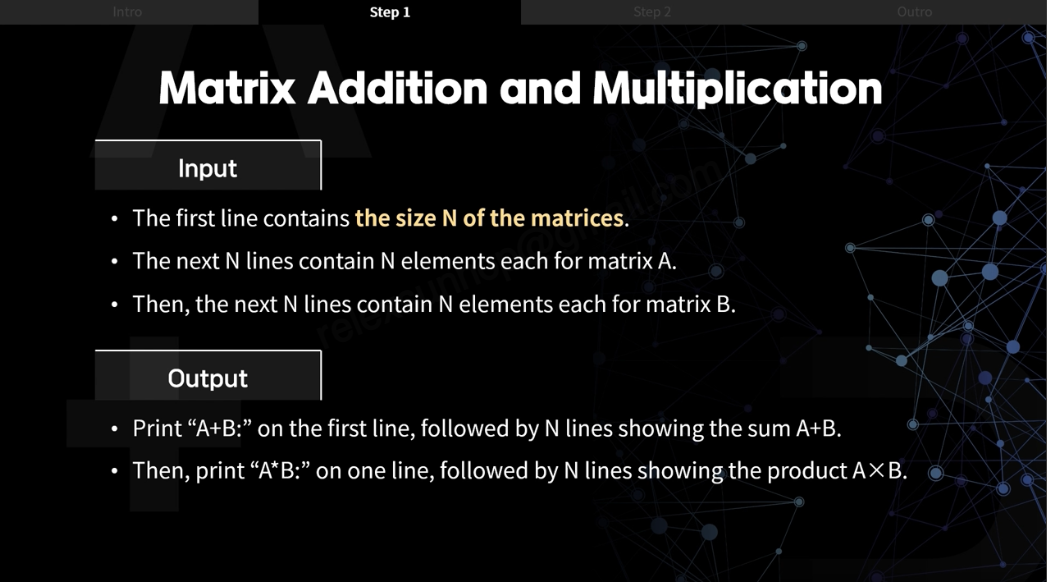 Intro
Step 1
Step 2
Outro
Matrix Addition and Multiplication
Input
• The first line contains the size N of the matrices.
• The next N lines contain N elements each for matrix A.
• Then, the next N lines contain N elements each for matrix B.
Output
• Print “A+B:” on the first line, followed by N lines showing the sum A+B.
• Then, print “A*B:” on one line, followed by N lines showing the product A×B.